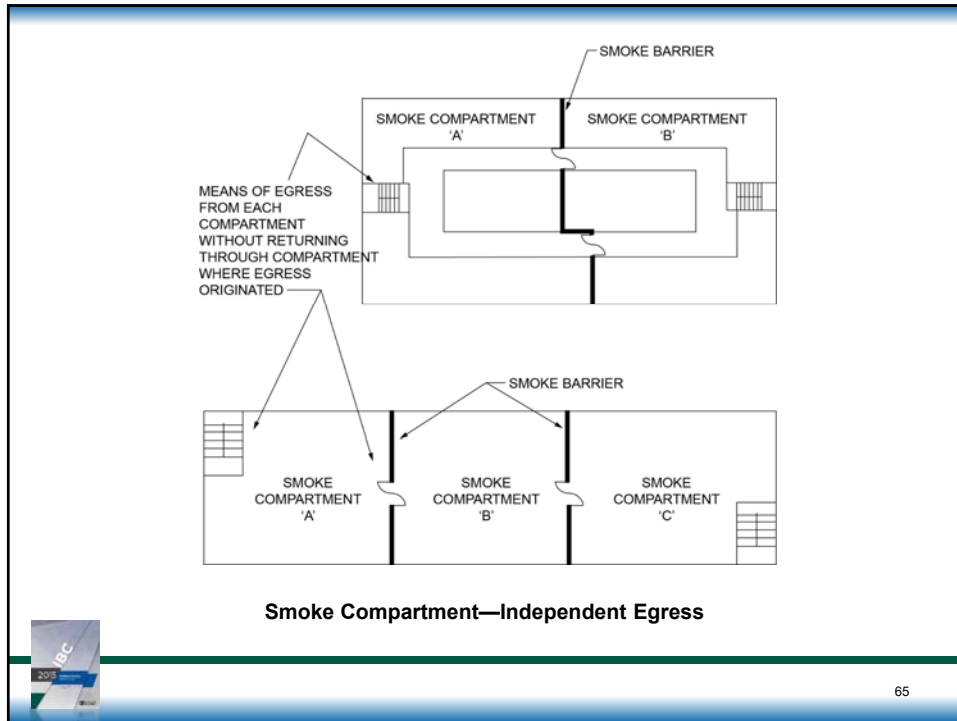 SMOKE BARRIER
SMOKE COMPARTMENT
'A'
SMOKE COMPARTMENT
'B'
MEANS OF EGRESS
FROM EACH
COMPARTMENT
WITHOUT RETURNING
THROUGH COMPARTMENT
WHERE EGRESS
ORIGINATED
SMOKE BARRIER
SMOKE
COMPARTMENT
'A'
SMOKE
COMPARTMENT
'B'
SMOKE
COMPARTMENT
'C'
Smoke Compartment—Independent Egress
IBC
2015
65